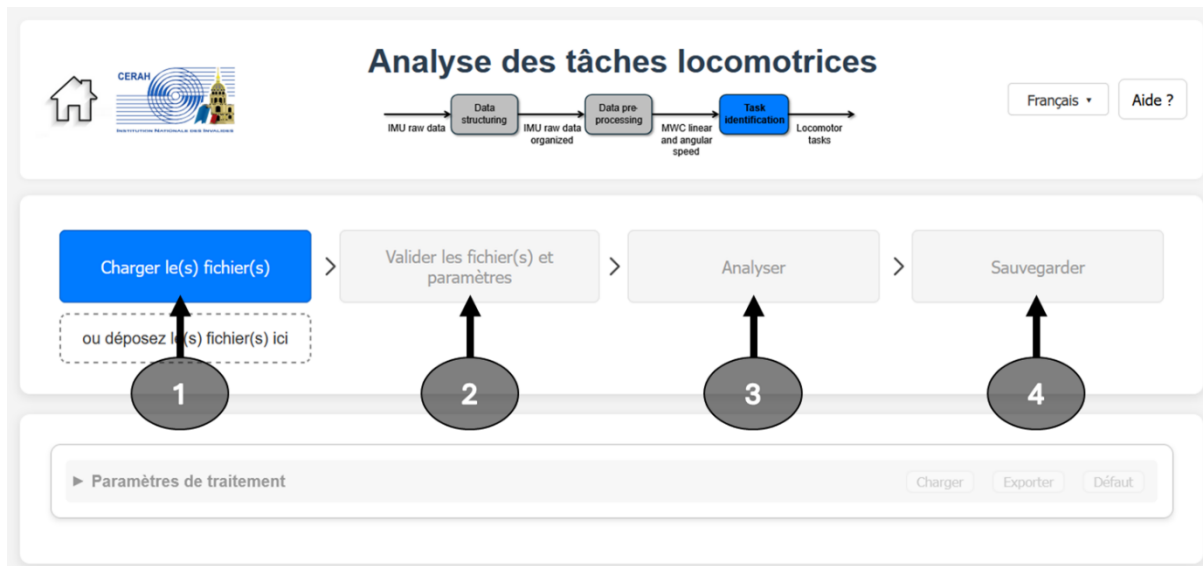 Analyse des tâches locomotrices
CERAH
INSTITUTION NATIONALE DES INVALIDES
IMU raw data
Data
structuring
IMU raw data
organized
Data pre-
processing
MWC linear
and angular
speed
Task
identification
Locomotor
tasks
Français
Aide ?
Charger le(s) fichier(s)
Valider les fichier(s) et
paramètres
Analyser
Sauvegarder
ou déposez le(s) fichier(s) ici
1
2
3
4
Paramètres de traitement
Charger
Exporter
Défaut